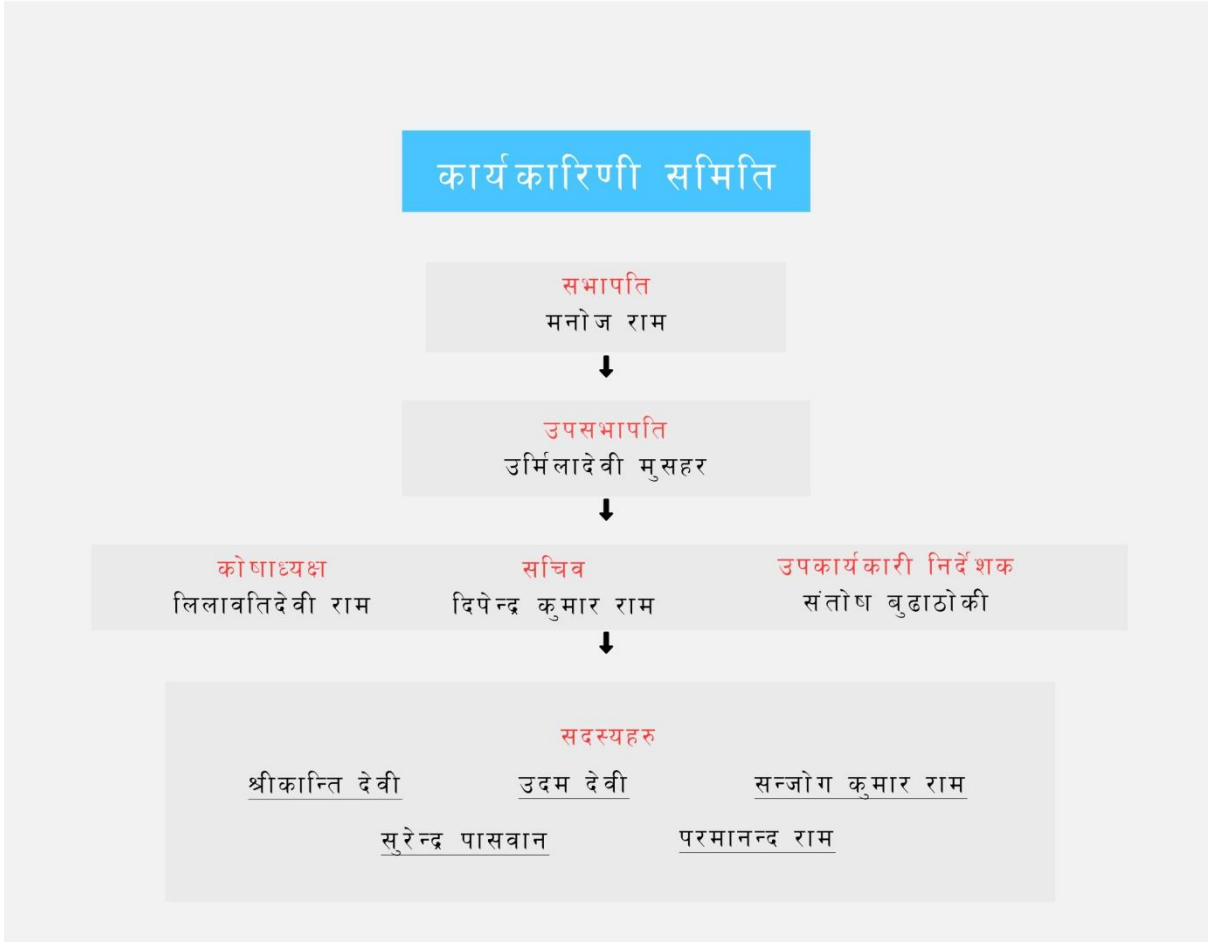 कार्यकारिणी समिति
सभापति
मनोज राम
उपसभापति
उर्मिलादेवी मुसहर
कोषाध्यक्ष सचिव उपकार्यकारी निर्देशक
लिलावतिदेवी राम दिपेन्द्र कुमार राम संतोष बुढाठोकी
सदस्यहरु
श्रीकान्ति देवी उदम देवी सन्जोग कुमार राम
सुरेन्द्र पासवान परमानन्द राम